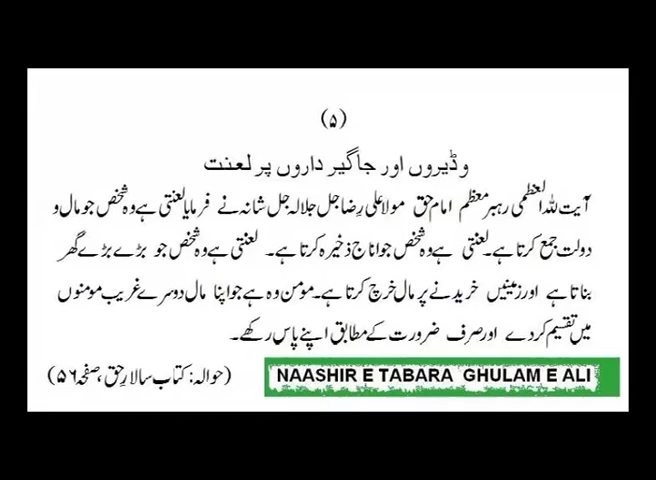 (۵)
وڈیروں اور جاگیر داروں پر لعنت
آیت اللہ العظمی رہبر معظم امام حق مولا علی رضا جل جلالہ جل شانہ نے فرمایا لعنتی ہے وہ شخص جو مال و
دولت جمع کرتا ہے۔ لعنتی ہے وہ شخص جو اناج ذخیرہ کرتا ہے۔ لعنتی ہے وہ شخص جو بڑے بڑے گھر
بناتا ہے اور زمینیں خریدنے پر مال خرچ کرتا ہے۔ مومن وہ ہے جو اپنا مال دوسرے غریب مومنوں
میں تقسیم کر دے اور صرف ضرورت کے مطابق اپنے پاس رکھے۔
(حوالہ: کتاب سالارِ حق، صفحہ ۵۶)
NAASHIR E TABARA GHULAM E ALI